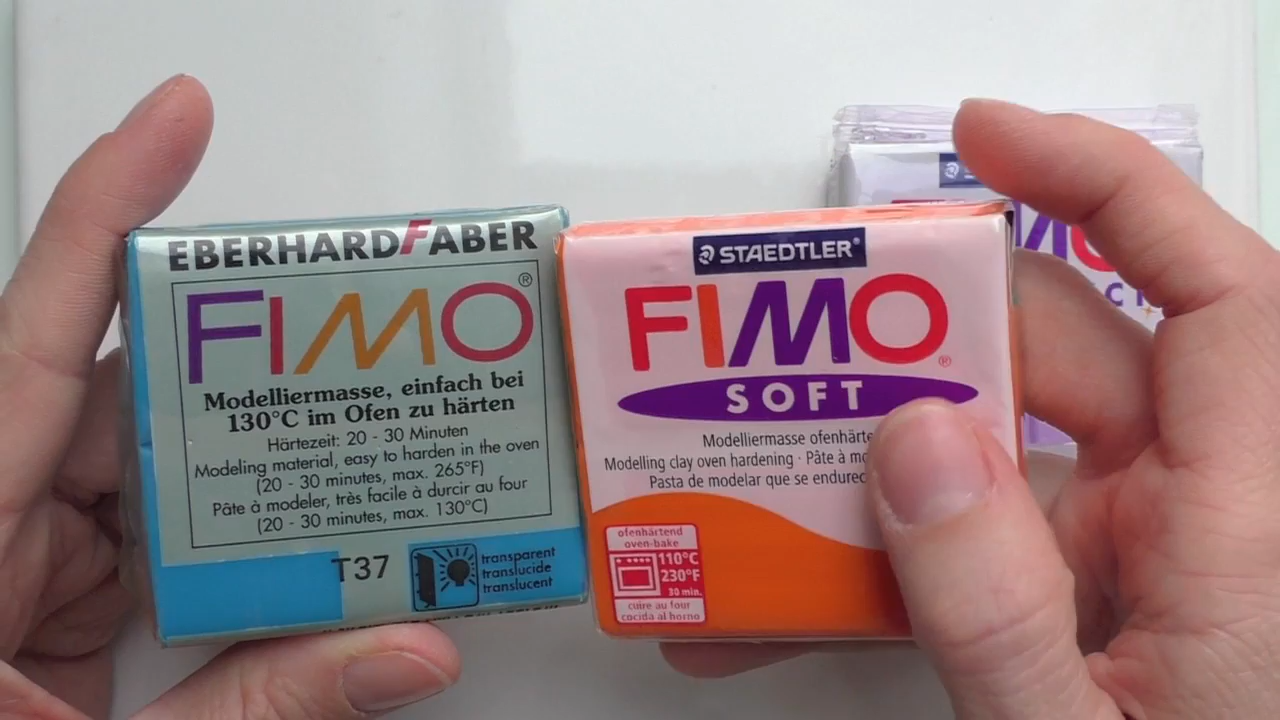 EBERHARDFABER
FIMO®
Modelliermasse, einfach bei
130°C im Ofen zu härten
Härtezeit: 20 - 30 Minuten
Modeling material, easy to harden in the oven
(20 - 30 minutes, max. 265°F)
Pâte à modeler, très facile à durcir au four
(20 - 30 minutes, max. 130°C)
T37
transparent
translucide
translucent
STAEDTLER®
FIMO®
SOFT
Modelliermasse
Modelling clay oven hardening · Pâte à
Pasta de modelar que se
ofenhärtend
oven-bake
110°C
230°F
30 min.
cuire au four
cocida al horno